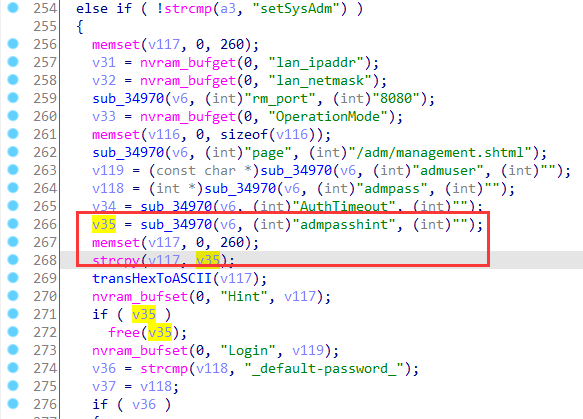 254 else if ( !strcmp(a3, "setSysAdm") )
255 {
256 memset(v117, 0, 260);
257 v31 = nvram_bufget(0, "lan_ipaddr");
258 v32 = nvram_bufget(0, "lan_netmask");
259 sub_34970(v6, (int)"rm_port", (int)"8080");
260 v33 = nvram_bufget(0, "OperationMode");
261 memset(v116, 0, sizeof(v116));
262 sub_34970(v6, (int)"page", (int)"/adm/management.shtml");
263 v119 = (const char *)sub_34970(v6, (int)"admuser", (int)"");
264 v118 = (int *)sub_34970(v6, (int)"admpass", (int)"");
265 v34 = sub_34970(v6, (int)"AuthTimeout", (int)"");
266 v35 = sub_34970(v6, (int)"admpasshint", (int)"");
267 memset(v117, 0, 260);
268 strcpy(v117, v35);
269 transHexToASCII(v117);
270 nvram_bufset(0, "Hint", v117);
271 if ( v35 )
272 free(v35);
273 nvram_bufset(0, "Login", v119);
274 v36 = strcmp(v118, "_default-password_");
275 v37 = v118;
276 if ( v36 )
277 {